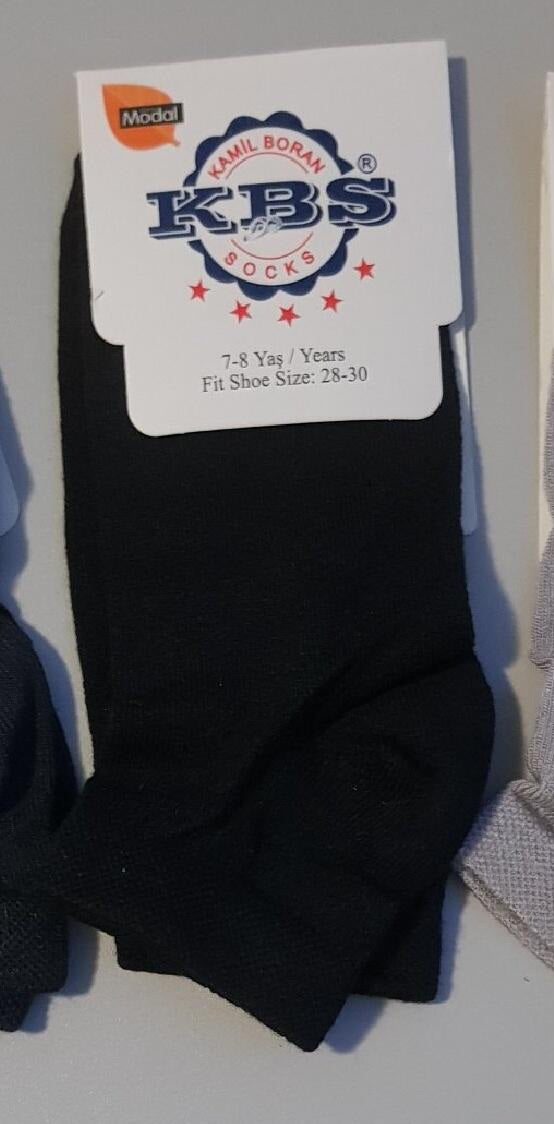 Modal
KAMİL BORAN
®
KBS
SOCKS
7-8 Yaş / Years
Fit Shoe Size: 28-30